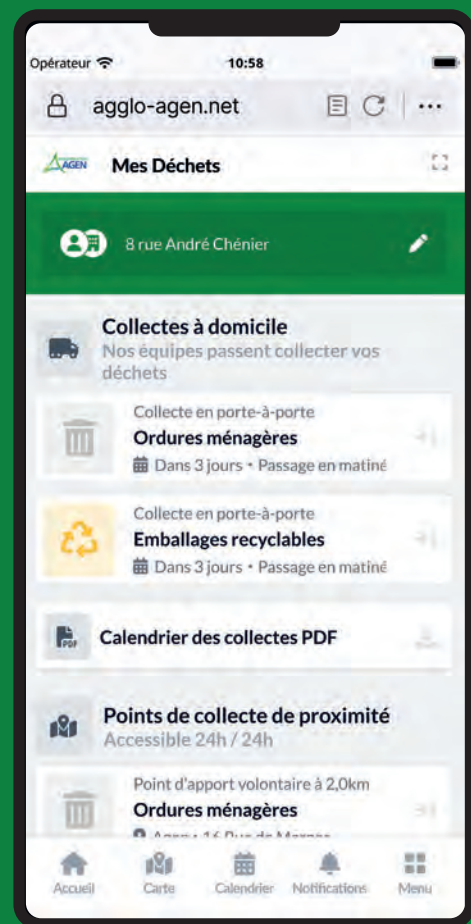 Opérateur 10:58
agglo-agen.net
AGEN Mes Déchets
8 rue André Chénier
Collectes à domicile
Nos équipes passent collecter vos
déchets
Collecte en porte-à-porte
Ordures ménagères
Dans 3 jours • Passage en matiné
Collecte en porte-à-porte
Emballages recyclables
Dans 3 jours • Passage en matiné
PDF Calendrier des collectes PDF
Points de collecte de proximité
Accessible 24h / 24h
Point d'apport volontaire à 2,0km
Ordures ménagères
Accueil Carte Calendrier Notifications Menu